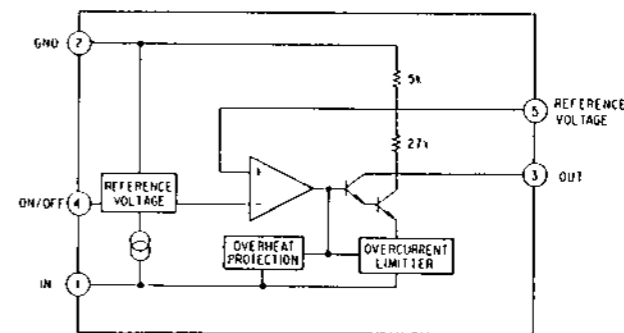 GND 2
5k
5 REFERENCE
VOLTAGE
27k
3 OUT
+
-
REFERENCE
VOLTAGE
ON/OFF 4
OVERHEAT
PROTECTION
OVERCURRENT
LIMITTER
IN 1